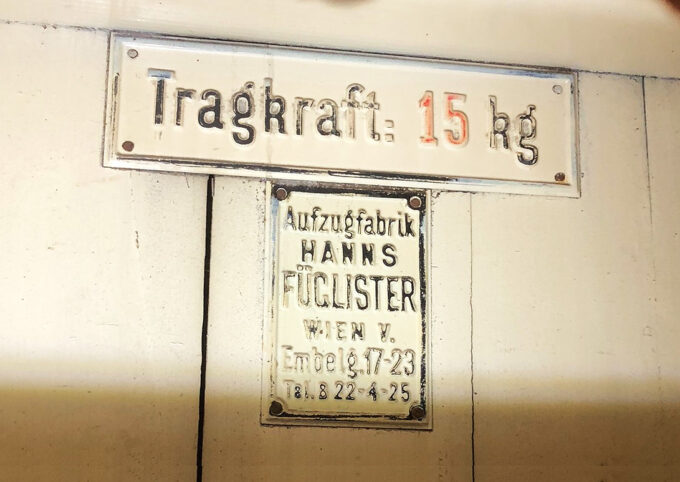 Tragkraft: 15 kg
Aufzugfabrik
HANNS
FÜGLISTER
WIEN V.
Embelg. 17-23
Tel. B 22-4-25